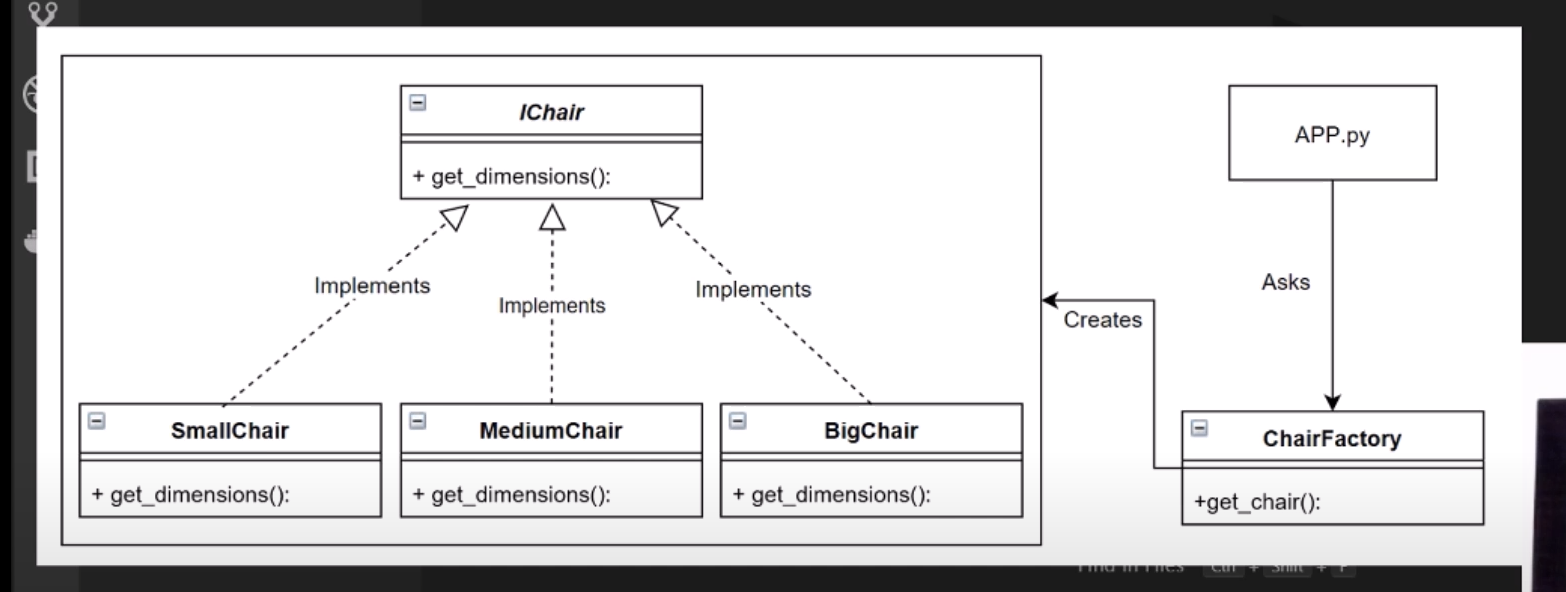 IChair
+ get_dimensions():
APP.py
Implements
Implements
Implements
Asks
Creates
SmallChair
+ get_dimensions():
MediumChair
+ get_dimensions():
BigChair
+ get_dimensions():
ChairFactory
+get_chair():
Find in Files Ctrl + Shift + F